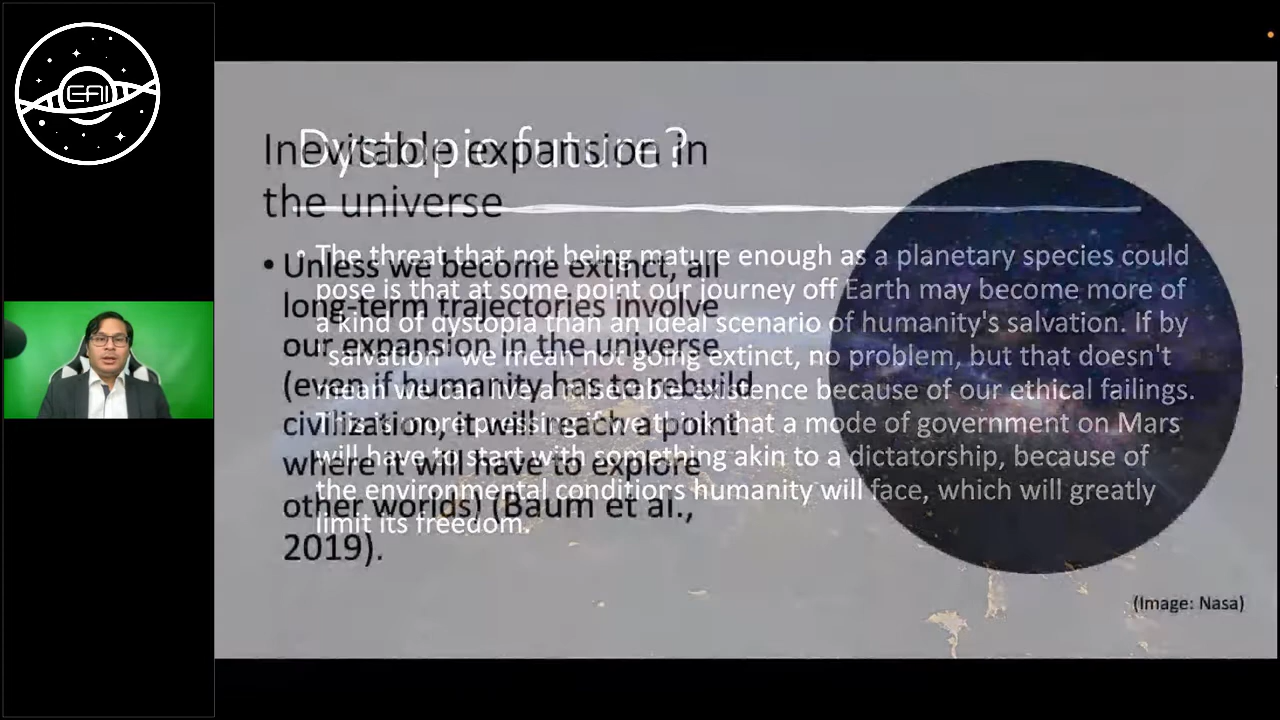 EAI
Inevitable expansion in
the universe
• Unless we become extinct, all
long-term trajectories involve
our expansion in the universe
(even if humanity has to rebuild
civilization, it will reach a point
where it will have to explore
other worlds) (Baum et al.,
2019).
Dystopic future?
• The threat that not being mature enough as a planetary species could
pose is that at some point our journey off Earth may become more of
a kind of dystopia than an ideal scenario of humanity's salvation. If by
"salvation" we mean not going extinct, no problem, but that doesn't
mean we can live a existence because of our ethical failings.
This is more pressing if we think that a mode of government on Mars
will have to start with something akin to a dictatorship, because of
the environmental conditions humanity will face, which will greatly
limit its freedom.
(Image: Nasa)